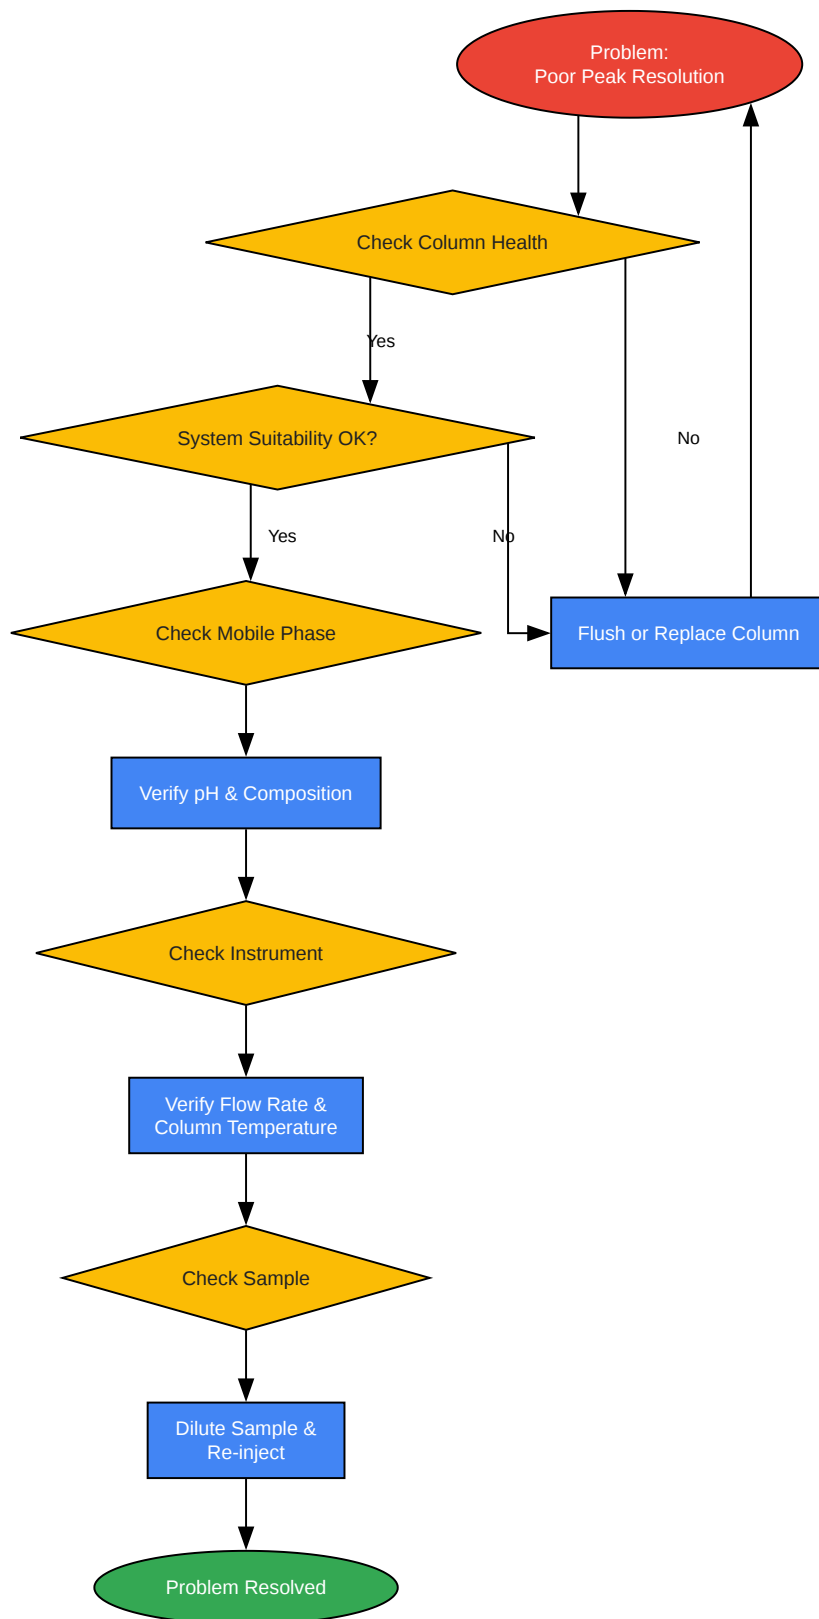 Problem:
Poor Peak Resolution
Check Column Health
Yes
System Suitability OK?
No
Yes
No
Check Mobile Phase
Flush or Replace Column
Verify pH & Composition
Check Instrument
Verify Flow Rate &
Column Temperature
Check Sample
Dilute Sample &
Re-inject
Problem Resolved